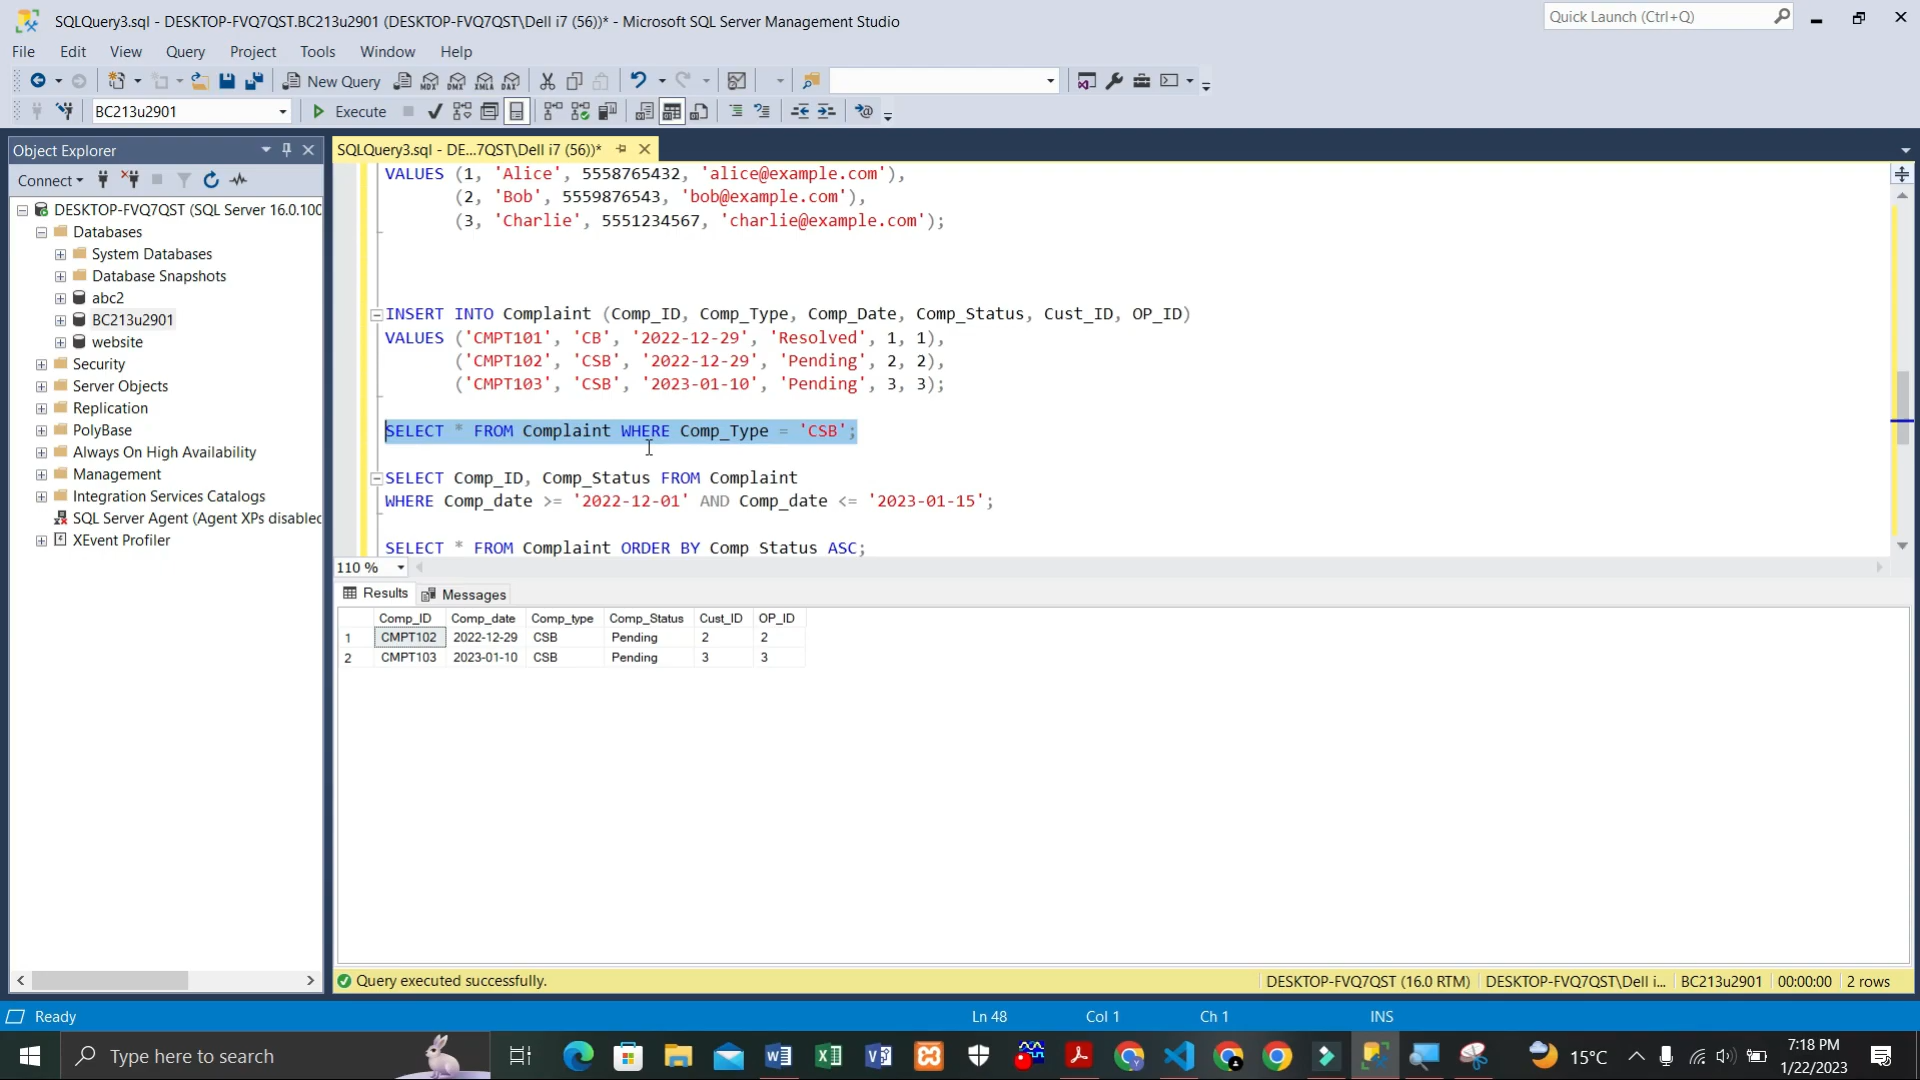 SQLQuery3.sql - DESKTOP-FVQ7QST.BC213u2901 (DESKTOP-FVQ7QST\Dell i7 (56))* - Microsoft SQL Server Management Studio
Quick Launch (Ctrl+Q)
File Edit View Query Project Tools Window Help
New Query MDX DMX XMLA DAX
BC213u2901 Execute
Object Explorer
SQLQuery3.sql - DE...7QST\Dell i7 (56))*
Connect
DESKTOP-FVQ7QST (SQL Server 16.0.100
Databases
System Databases
Database Snapshots
abc2
BC213u2901
website
Security
Server Objects
Replication
PolyBase
Always On High Availability
Management
Integration Services Catalogs
SQL Server Agent (Agent XPs disabled
XEvent Profiler
VALUES (1, 'Alice', 5558765432, 'alice@example.com'),
(2, 'Bob', 5559876543, 'bob@example.com'),
(3, 'Charlie', 5551234567, 'charlie@example.com');
INSERT INTO Complaint (Comp_ID, Comp_Type, Comp_Date, Comp_Status, Cust_ID, OP_ID)
VALUES ('CMPT101', 'CB', '2022-12-29', 'Resolved', 1, 1),
('CMPT102', 'CSB', '2022-12-29', 'Pending', 2, 2),
('CMPT103', 'CSB', '2023-01-10', 'Pending', 3, 3);
SELECT * FROM Complaint WHERE Comp_Type = 'CSB';
SELECT Comp_ID, Comp_Status FROM Complaint
WHERE Comp_date >= '2022-12-01' AND Comp_date <= '2023-01-15';
SELECT * FROM Complaint ORDER BY Comp_Status ASC;
110 %
Results Messages
Comp_ID Comp_date Comp_type Comp_Status Cust_ID OP_ID
1 CMPT102 2022-12-29 CSB Pending 2 2
2 CMPT103 2023-01-10 CSB Pending 3 3
Query executed successfully.
DESKTOP-FVQ7QST (16.0 RTM) DESKTOP-FVQ7QST\Dell i... BC213u2901 00:00:00 2 rows
Ready Ln 48 Col 1 Ch 1 INS
Type here to search
15°C
7:18 PM
1/22/2023